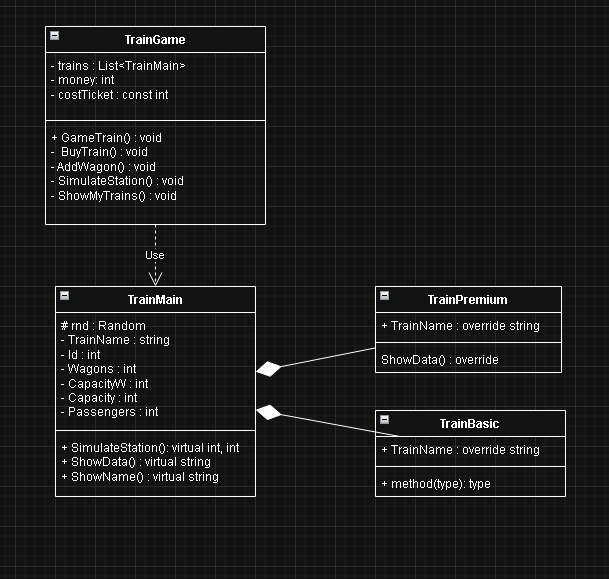 TrainGame
- trains : List<TrainMain>
- money: int
- costTicket : const int
+ GameTrain() : void
- BuyTrain() : void
- AddWagon() : void
- SimulateStation() : void
- ShowMyTrains() : void
Use
TrainMain
# rnd : Random
- TrainName : string
- Id : int
- Wagons : int
- CapacityW : int
- Capacity : int
- Passengers : int
+ SimulateStation(): virtual int, int
+ ShowData() : virtual string
+ ShowName() : virtual string
TrainPremium
+ TrainName : override string
ShowData() : override
TrainBasic
+ TrainName : override string
+ method(type): type